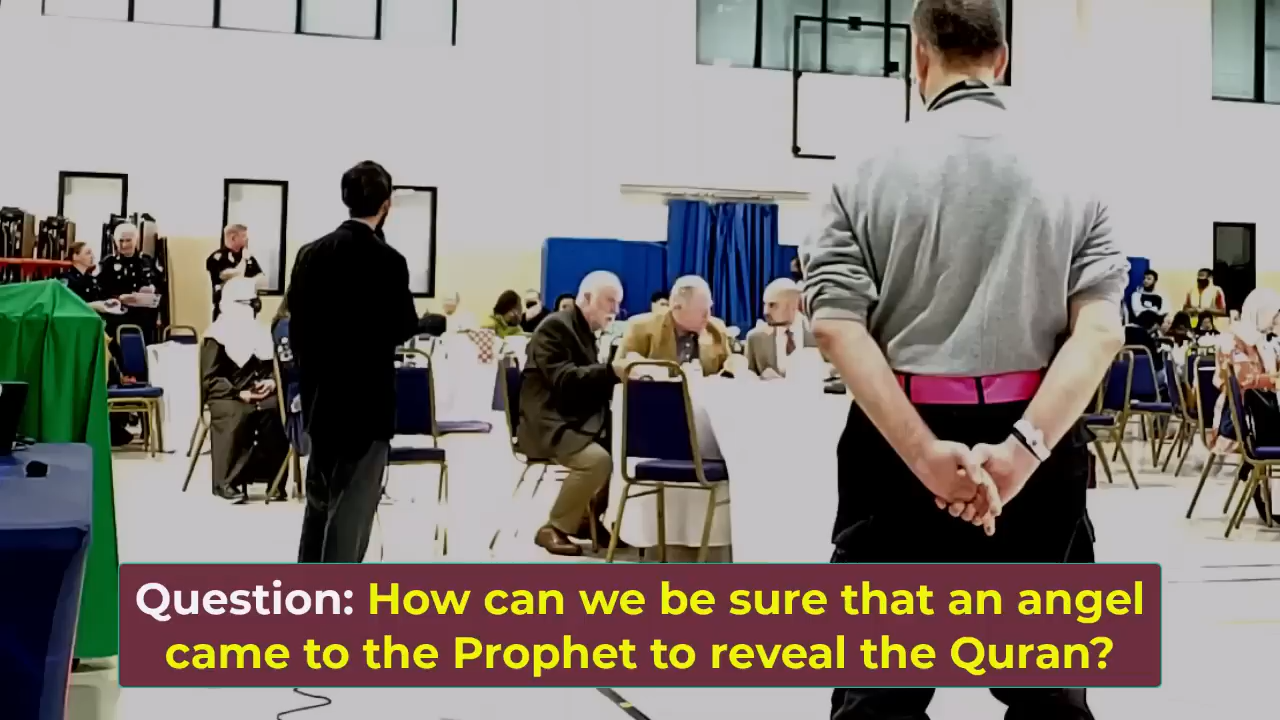 Question: How can we be sure that an angel
came to the Prophet to reveal the Quran?